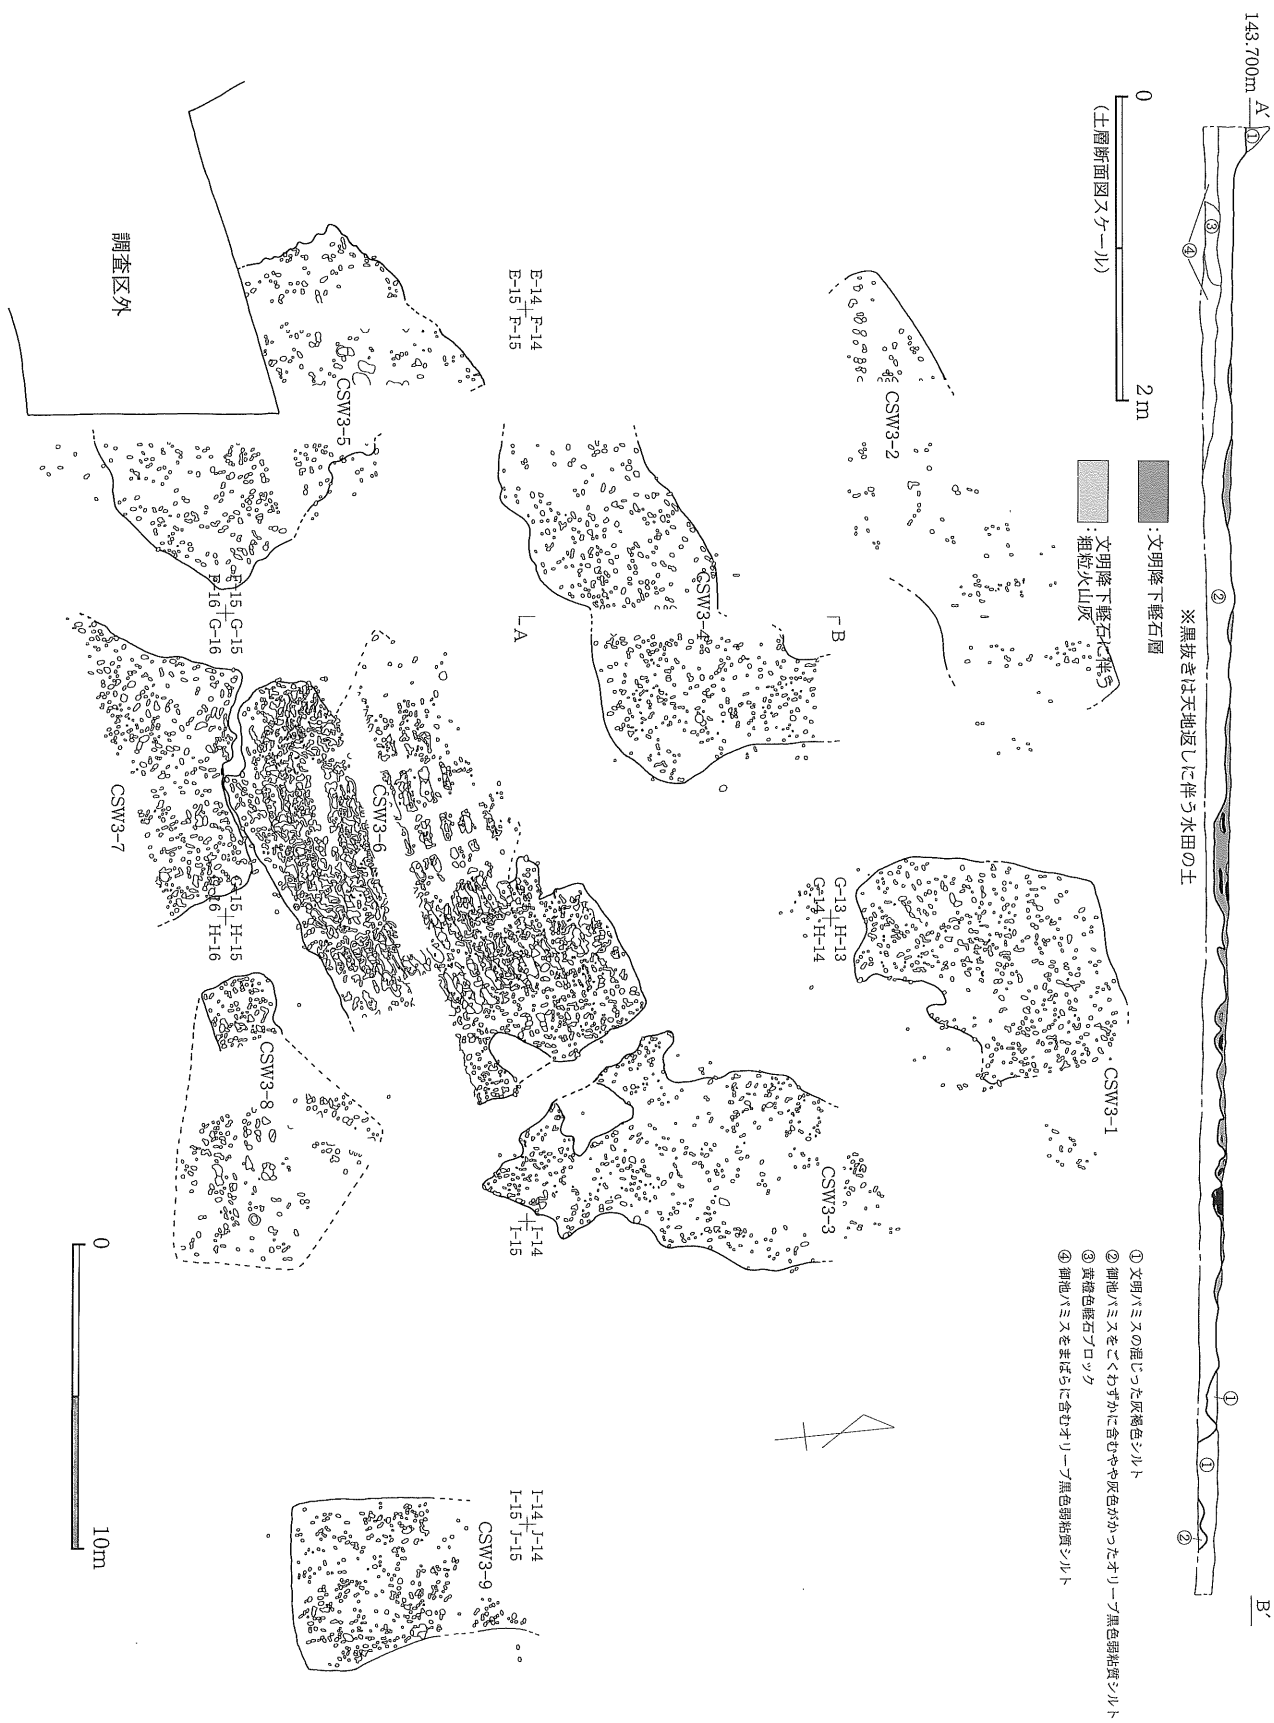 143.700m
A′
B′
①
③
④
②
①
①
②
0
2m
(土層断面図スケール)
:文明降下軽石層
:文明降下軽石に伴う
粗粒火山灰
※黒抜きは天地返しに伴う水田の土
①文明パミスの混じった灰褐色シルト
②御池パミスをごくわずかに含むやや灰色がかったオリーブ黒色弱粘質シルト
③黄橙色軽石ブロック
④御池パミスをまばらに含むオリーブ黒色弱粘質シルト
CSW3-2
CSW3-1
B
G-13 H-13
G-14 H-14
CSW3-3
CSW3-4
A
E-14 F-14
E-15 F-15
I-14
I-15
I-14 J-14
I-15 J-15
CSW3-9
CSW3-5
CSW3-6
F-15 G-15
F-16 G-16
CSW3-8
G-15 H-15
G-16 H-16
CSW3-7
調査区外
0
10m